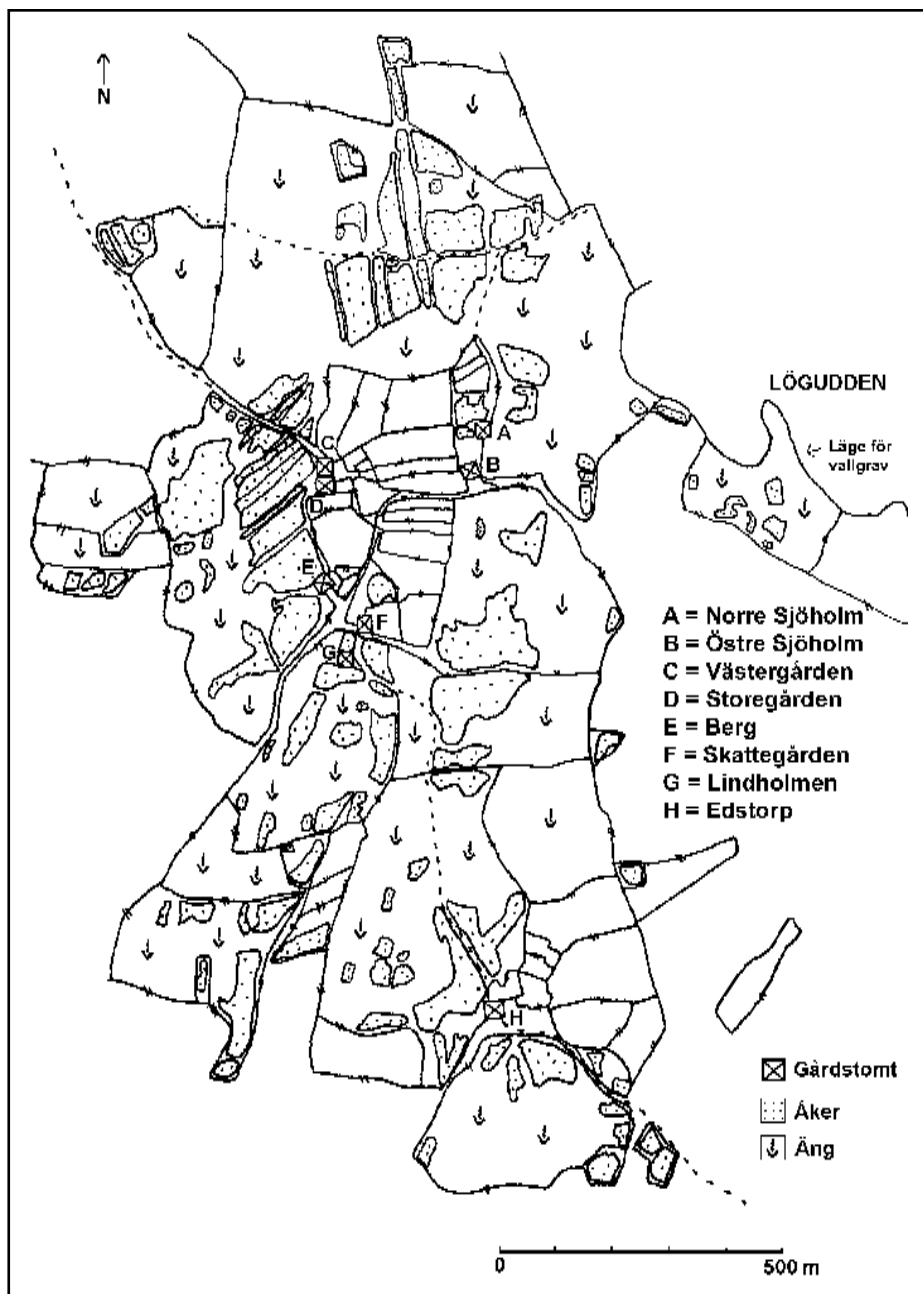 N
LÖGUDDEN
Läge för
vallgrav
A
B
C
D
E
F
G
H
A = Norre Sjöholm
B = Östre Sjöholm
C = Västergården
D = Storegården
E = Berg
F = Skattegården
G = Lindholmen
H = Edstorp
Gårdstomt
Åker
Äng
0 500 m